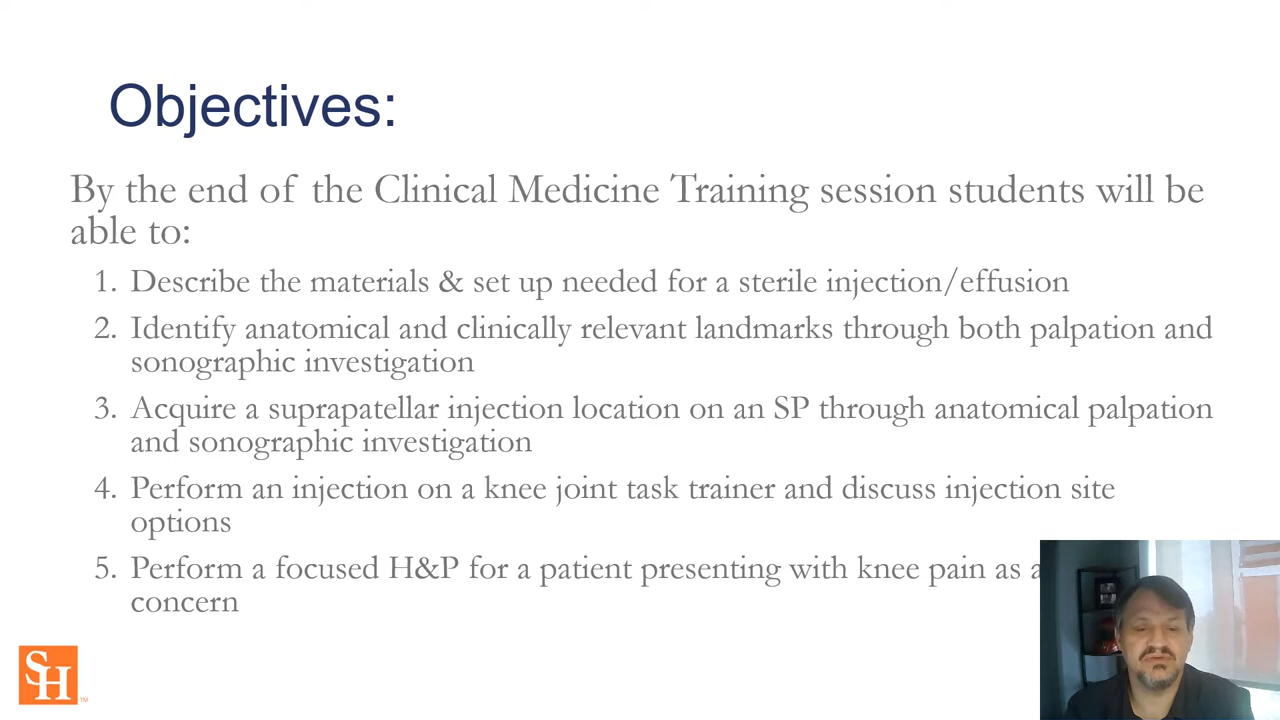 Objectives:
By the end of the Clinical Medicine Training session students will be
able to:
1. Describe the materials & set up needed for a sterile injection/effusion
2. Identify anatomical and clinically relevant landmarks through both palpation and
sonographic investigation
3. Acquire a suprapatellar injection location on an SP through anatomical palpation
and sonographic investigation
4. Perform an injection on a knee joint task trainer and discuss injection site
options
5. Perform a focused H&P for a patient presenting with knee pain as a
concern
SH
TM